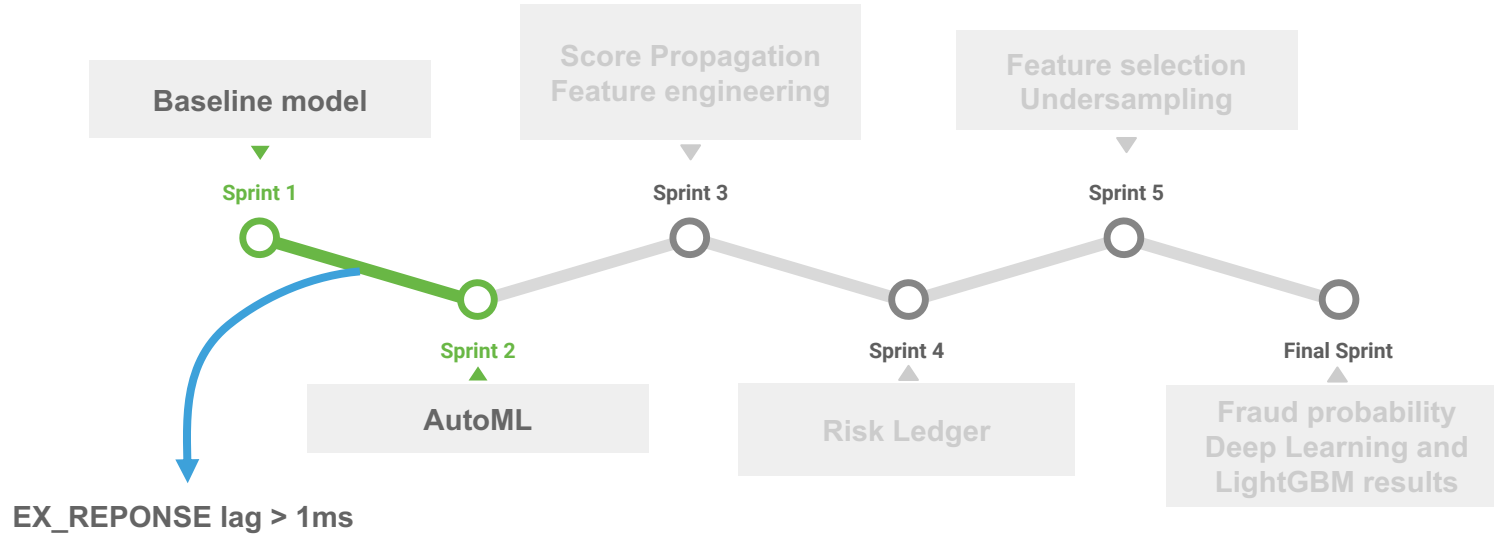 Baseline model
Sprint 1
Sprint 2
AutoML
EX_REPONSE lag > 1ms
Score Propagation
Feature engineering
Sprint 3
Sprint 4
Risk Ledger
Feature selection
Undersampling
Sprint 5
Final Sprint
Fraud probability
Deep Learning and
LightGBM results